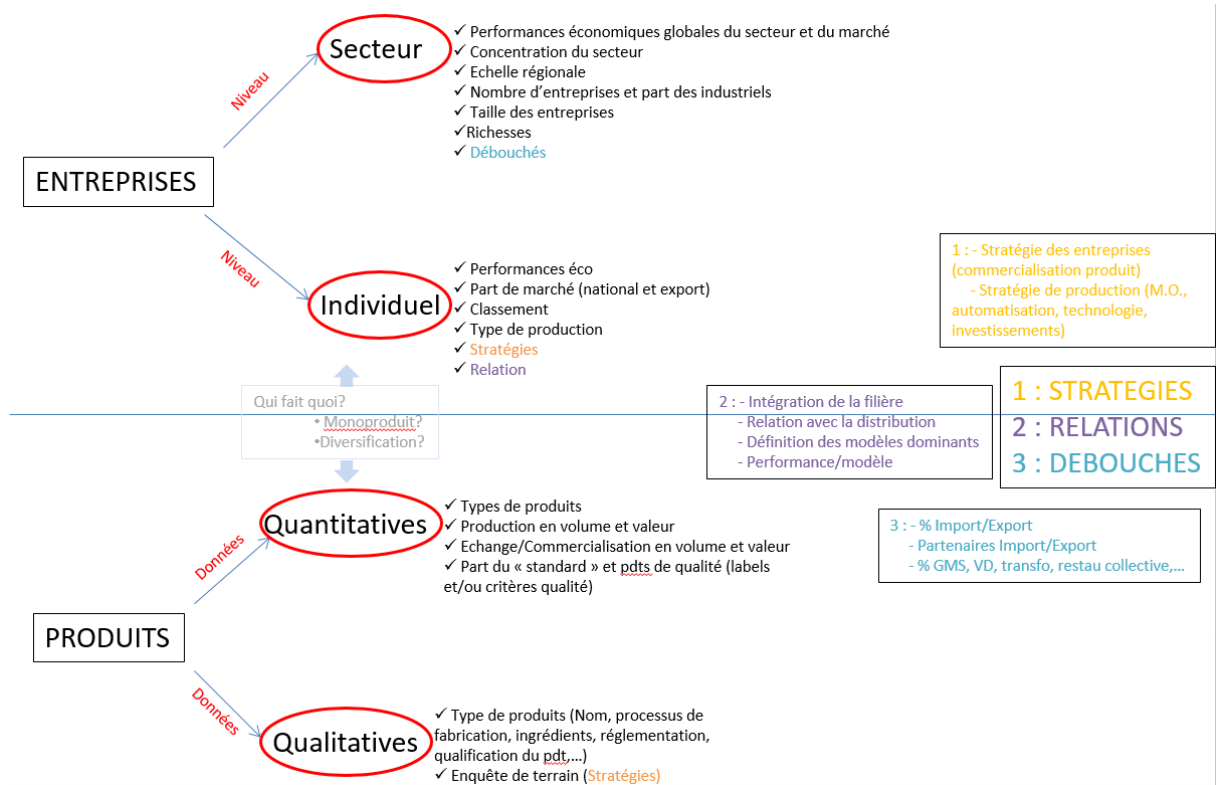 Secteur
✓ Performances économiques globales du secteur et du marché
✓ Concentration du secteur
✓ Echelle régionale
✓ Nombre d’entreprises et part des industriels
✓ Taille des entreprises
✓Richesses
✓ Débouchés
Niveau
ENTREPRISES
Niveau
Individuel
✓ Performances éco
✓ Part de marché (national et export)
✓ Classement
✓ Type de production
✓ Stratégies
✓ Relation
1 : - Stratégie des entreprises
(commercialisation produit)
- Stratégie de production (M.O.,
automatisation, technologie,
investissements)
Qui fait quoi?
• Monoproduit?
•Diversification?
2 : - Intégration de la filière
- Relation avec la distribution
- Définition des modèles dominants
- Performance/modèle
1 : STRATEGIES
2 : RELATIONS
3 : DEBOUCHES
Quantitatives
✓ Types de produits
✓ Production en volume et valeur
✓ Echange/Commercialisation en volume et valeur
✓ Part du « standard » et pdts de qualité (labels
et/ou critères qualité)
3 : - % Import/Export
- Partenaires Import/Export
- % GMS, VD, transfo, restau collective,…
Données
PRODUITS
Données
Qualitatives
✓ Type de produits (Nom, processus de
fabrication, ingrédients, réglementation,
qualification du pdt,…)
✓ Enquête de terrain (Stratégies)